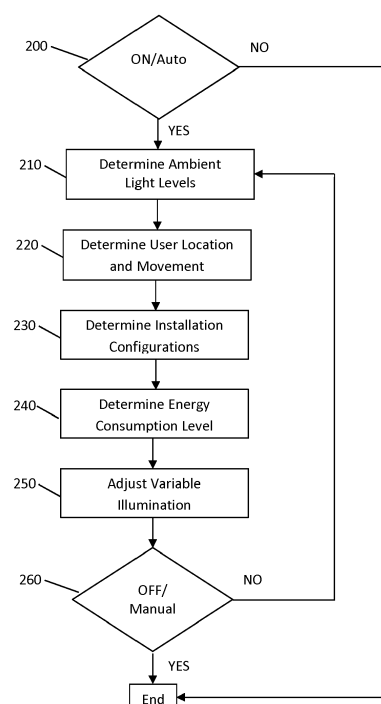 200
ON/Auto
NO
YES
210
Determine Ambient
Light Levels
220
Determine User Location
and Movement
230
Determine Installation
Configurations
240
Determine Energy
Consumption Level
250
Adjust Variable
Illumination
260
OFF/
Manual
NO
YES
End